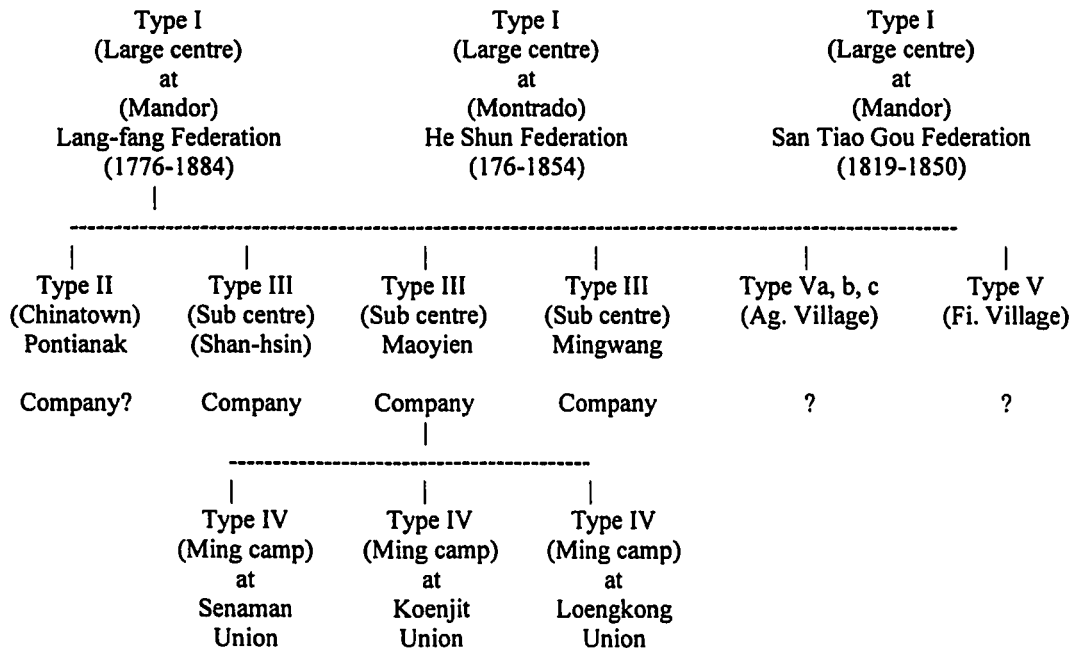 Type I Type I Type I
(Large centre) (Large centre) (Large centre)
at at at
(Mandor) (Montrado) (Mandor)
Lang-fang Federation He Shun Federation San Tiao Gou Federation
(1776-1884) (176-1854) (1819-1850)
Type II Type III Type III Type III Type Va, b, c Type V
(Chinatown) (Sub centre) (Sub centre) (Sub centre) (Ag. Village) (Fi. Village)
Pontianak (Shan-hsin) Maoyien Mingwang
Company? Company Company Company ? ?
Type IV Type IV Type IV
(Ming camp) (Ming camp) (Ming camp)
at at at
Senaman Koenjit Loengkong
Union Union Union